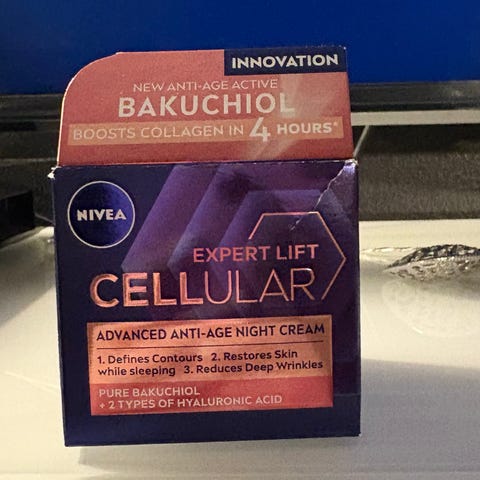 INNOVATION
NEW ANTI-AGE ACTIVE
BAKUCHIOL
BOOSTS COLLAGEN IN 4 HOURS*
NIVEA
EXPERT LIFT
CELLULAR
ADVANCED ANTI-AGE NIGHT CREAM
1. Defines Contours 2. Restores Skin
while sleeping 3. Reduces Deep Wrinkles
PURE BAKUCHIOL
+ 2 TYPES OF HYALURONIC ACID